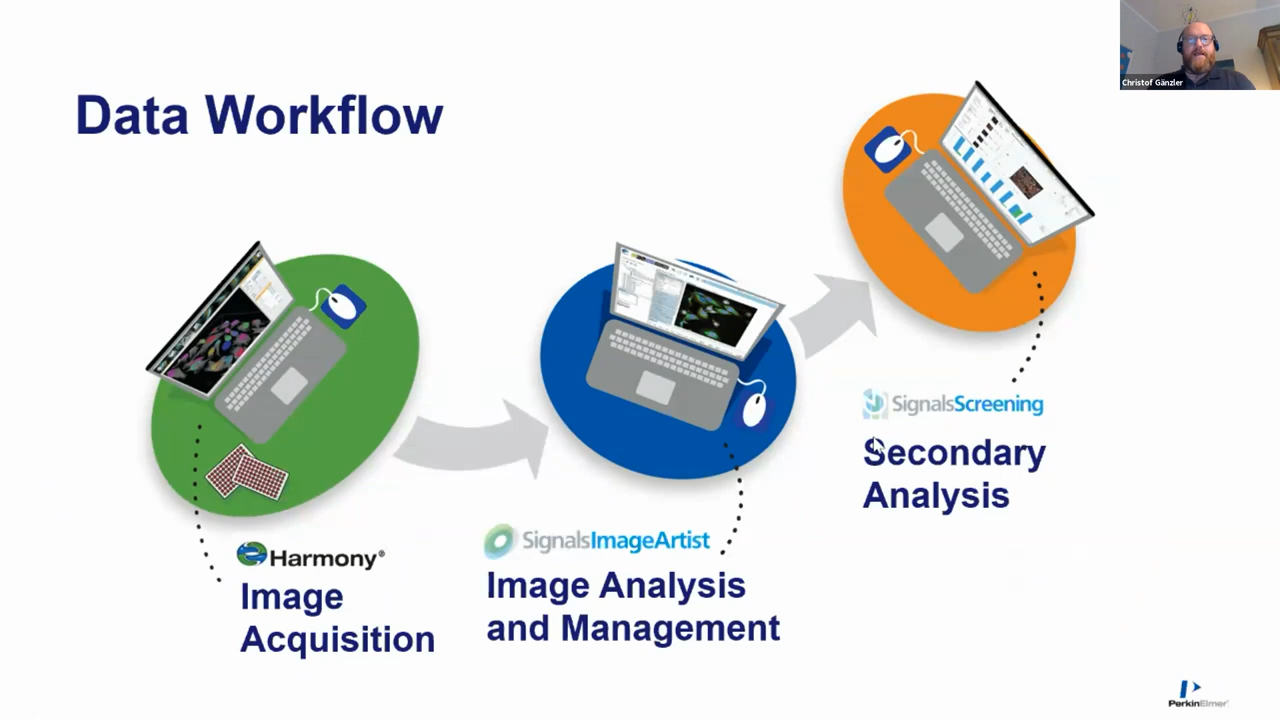 Christof Gänzler
Data Workflow
Harmony®
Image
Acquisition
SignalsImageArtist
Image Analysis
and Management
SignalsScreening
Secondary
Analysis
PerkinElmer